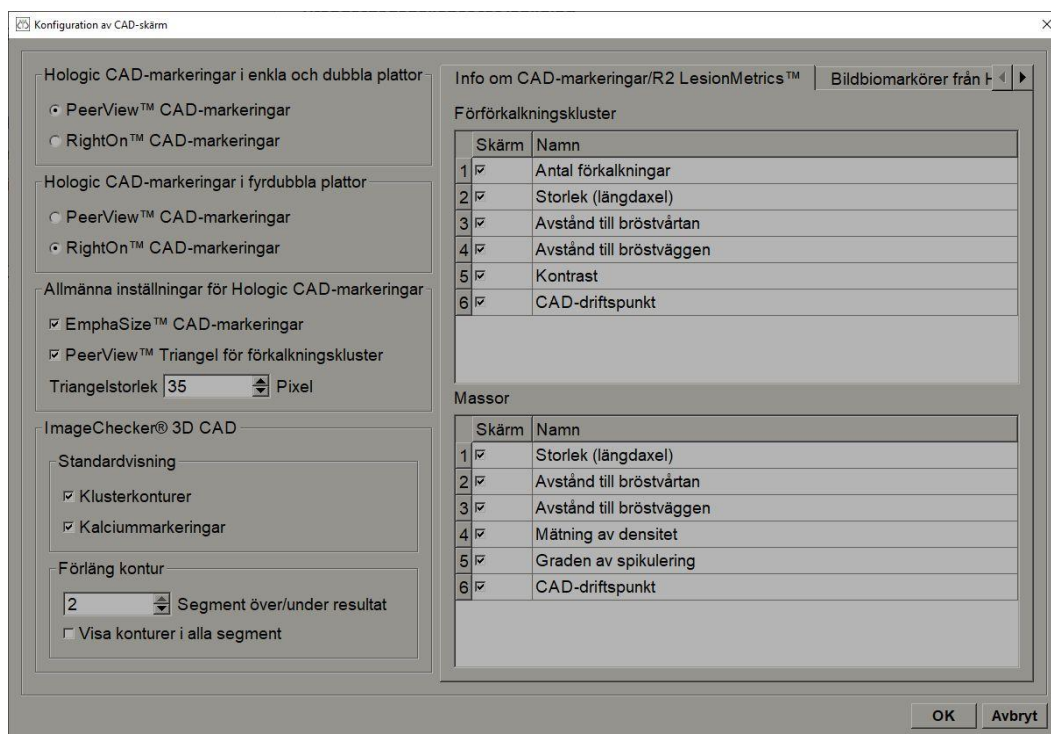 Konfiguration av CAD-skärm
Hologic CAD-markeringar i enkla och dubbla plattor
PeerView™ CAD-markeringar
RightOn™ CAD-markeringar
Hologic CAD-markeringar i fyrdubbla plattor
PeerView™ CAD-markeringar
RightOn™ CAD-markeringar
Allmänna inställningar för Hologic CAD-markeringar
EmphaSize™ CAD-markeringar
PeerView™ Triangel för förkalkningskluster
Triangelstorlek 35 Pixel
ImageChecker® 3D CAD
Standardvisning
Klusterkonturer
Kalciummarkeringar
Förläng kontur
2 Segment över/under resultat
Visa konturer i alla segment
Info om CAD-markeringar/R2 LesionMetrics™
Bildbiomarkörer från
Förförkalkningskluster
Skärm Namn
1 Antal förkalkningar
2 Storlek (längdaxel)
3 Avstånd till bröstvårtan
4 Avstånd till bröstväggen
5 Kontrast
6 CAD-driftspunkt
Massor
Skärm Namn
1 Storlek (längdaxel)
2 Avstånd till bröstvårtan
3 Avstånd till bröstväggen
4 Mätning av densitet
5 Graden av spikulering
6 CAD-driftspunkt
OK Avbryt